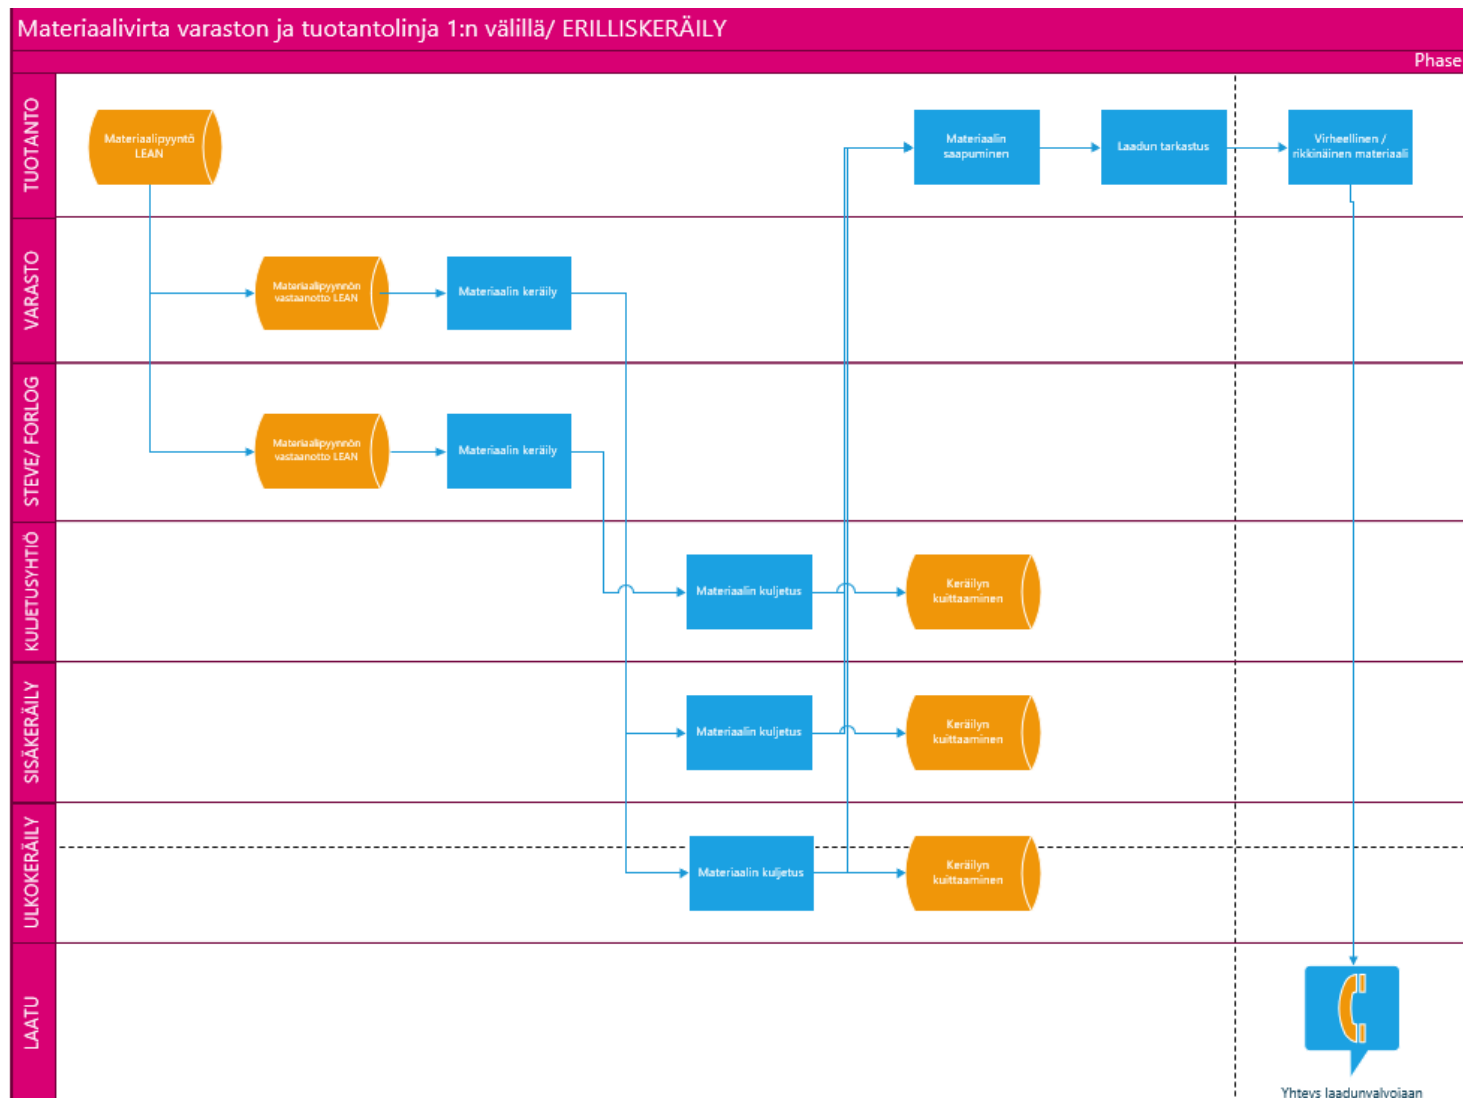 Materiaalivirta varaston ja tuotantolinja 1:n välillä/ ERILLISKERÄILY
Phase
TUOTANTO
Materiaalipyyntö
LEAN
Materiaalin
saapuminen
Laadun tarkastus
Virheellinen /
rikkinäinen materiaali
VARASTO
Materiaalipyynnön
vastaanotto LEAN
Materiaalin keräily
STEVE/ FORLOG
Materiaalipyynnön
vastaanotto LEAN
Materiaalin keräily
KULJETUSYHTIÖ
Materiaalin kuljetus
Keräilyn
kuittaaminen
SISÄKERÄILY
Materiaalin kuljetus
Keräilyn
kuittaaminen
ULKOKERÄILY
Materiaalin kuljetus
Keräilyn
kuittaaminen
LAATU
Yhteys laadunvalvojaan